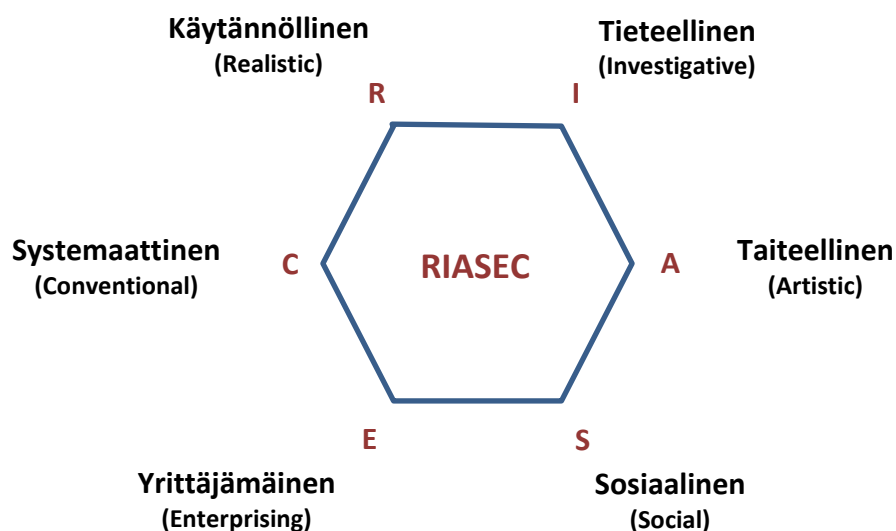 Käytännöllinen
(Realistic)
Tieteellinen
(Investigative)
R
I
Systemaattinen
(Conventional)
C
RIASEC
A
Taiteellinen
(Artistic)
E
S
Yrittäjämäinen
(Enterprising)
Sosiaalinen
(Social)